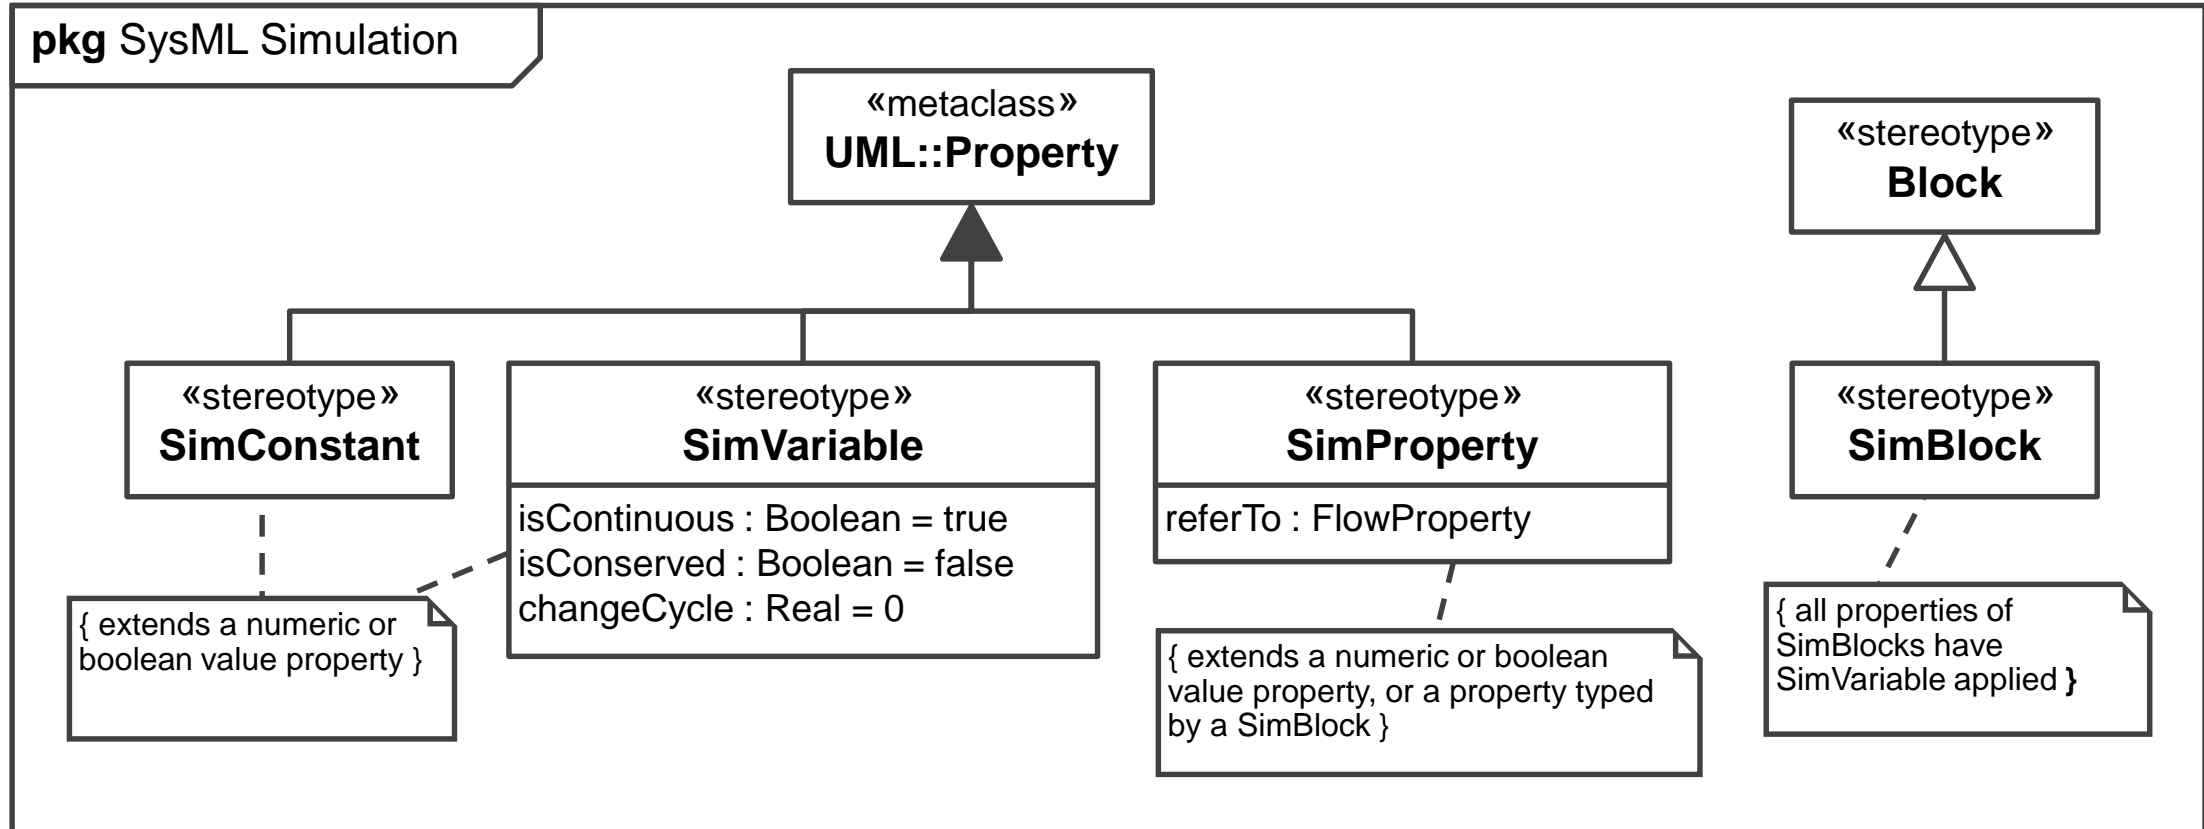 pkg SysML Simulation
«metaclass»
UML::Property
«stereotype»
Block
«stereotype»
SimConstant
«stereotype»
SimVariable
isContinuous : Boolean = true
isConserved : Boolean = false
changeCycle : Real = 0
«stereotype»
SimProperty
referTo : FlowProperty
«stereotype»
SimBlock
{ extends a numeric or
boolean value property }
{ extends a numeric or boolean
value property, or a property typed
by a SimBlock }
{ all properties of
SimBlocks have
SimVariable applied }